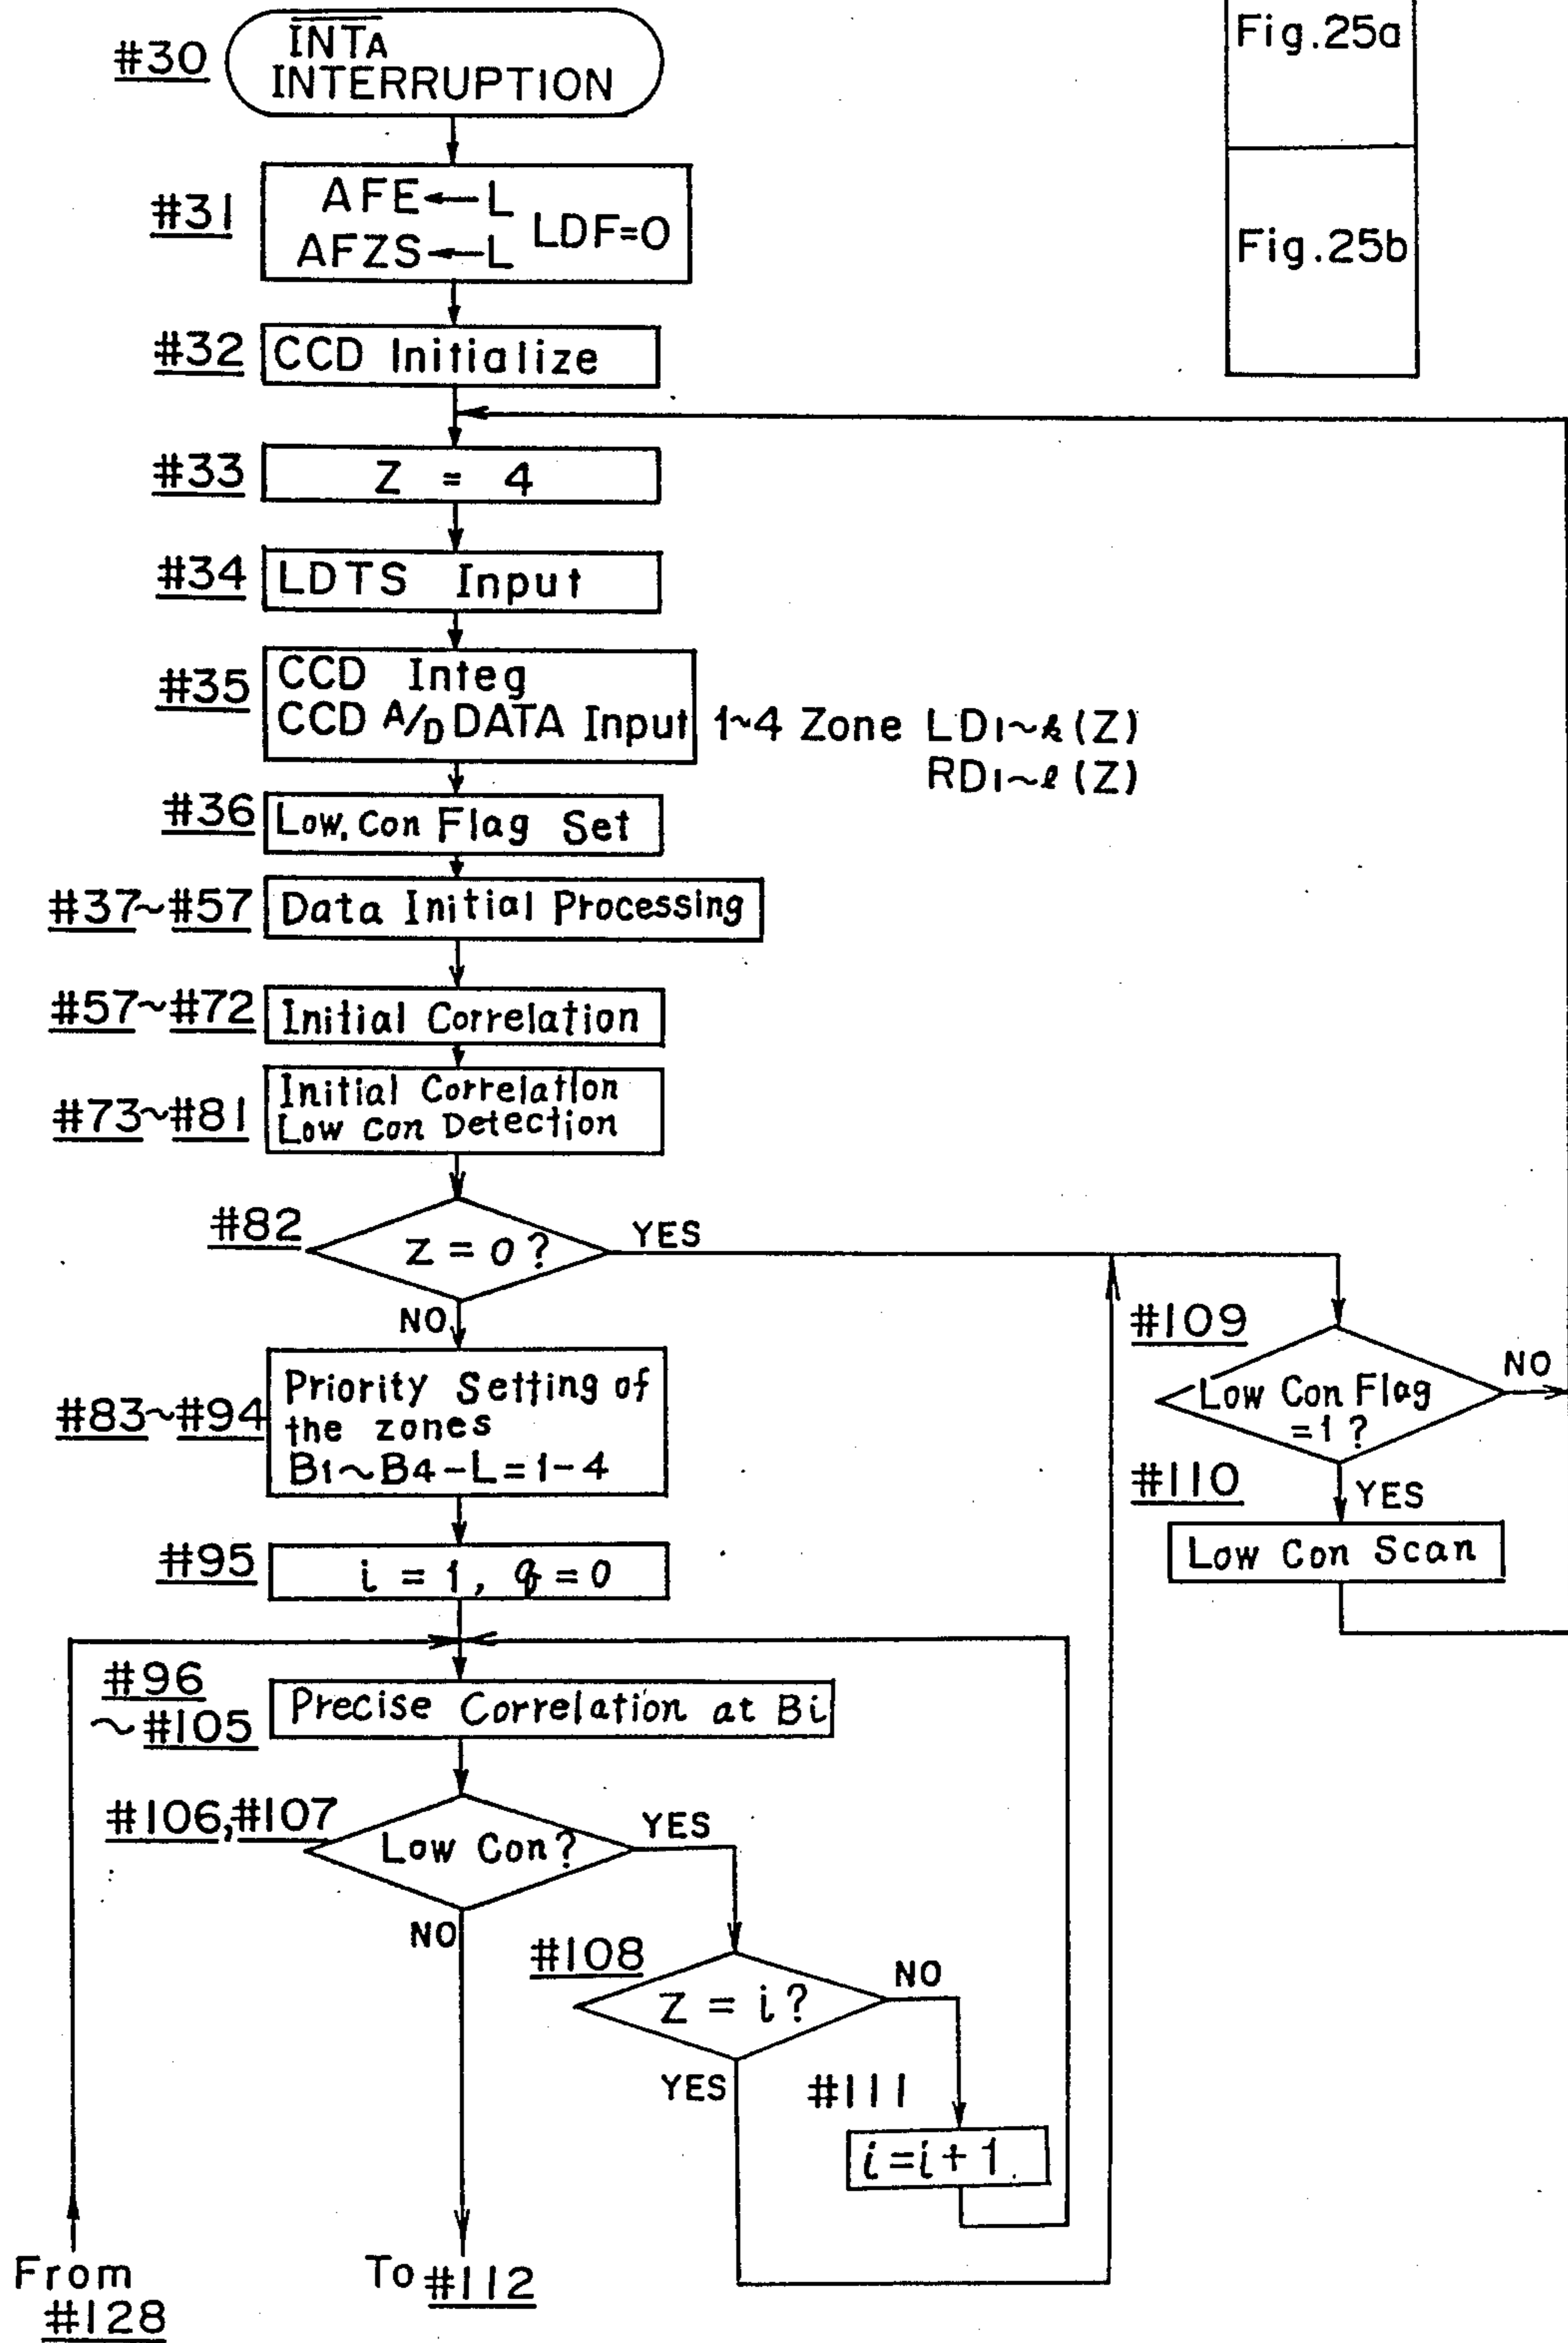 Fig.25a
Fig.25b
#30
INTA
INTERRUPTION
#31
AFE←L
AFZS←L
LDF=0
#32
CCD Initialize
#33
Z = 4
#34
LDTS Input
#35
CCD Integ
CCD A/D DATA Input
1~4 Zone LD1~k (Z)
RD1~l (Z)
#36
Low.Con Flag Set
#37~#57
Data Initial Processing
#57~#72
Initial Correlation
#73~#81
Initial Correlation
Low Con Detection
#82
Z = 0?
YES
NO
#83~#94
Priority Setting of
the zones
B1~B4-L=1-4
#109
Low Con Flag
=1?
NO
#110
YES
Low Con Scan
#95
i = 1, q = 0
#96
~#105
Precise Correlation at Bi
#106,#107
Low Con?
YES
NO
#108
Z = i?
NO
YES
#111
i=i+1
From
#128
To #112